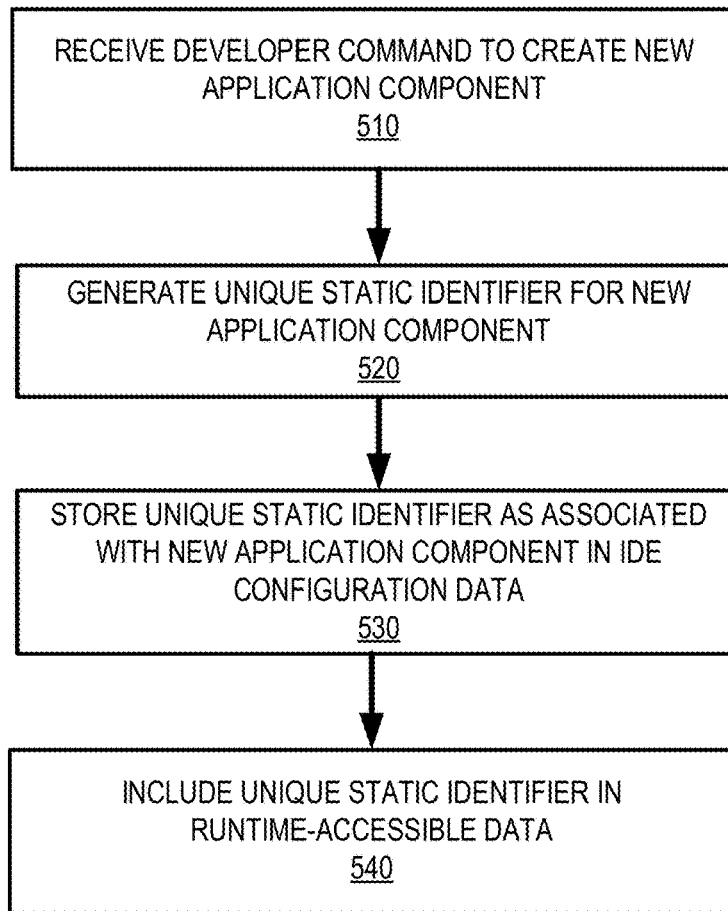 RECEIVE DEVELOPER COMMAND TO CREATE NEW
APPLICATION COMPONENT
510
GENERATE UNIQUE STATIC IDENTIFIER FOR NEW
APPLICATION COMPONENT
520
STORE UNIQUE STATIC IDENTIFIER AS ASSOCIATED
WITH NEW APPLICATION COMPONENT IN IDE
CONFIGURATION DATA
530
INCLUDE UNIQUE STATIC IDENTIFIER IN
RUNTIME-ACCESSIBLE DATA
540